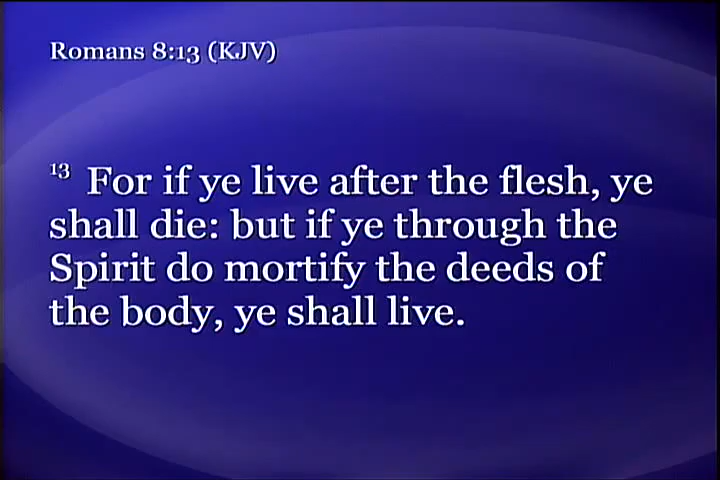 Romans 8:13 (KJV)
13 For if ye live after the flesh, ye
shall die: but if ye through the
Spirit do mortify the deeds of
the body, ye shall live.